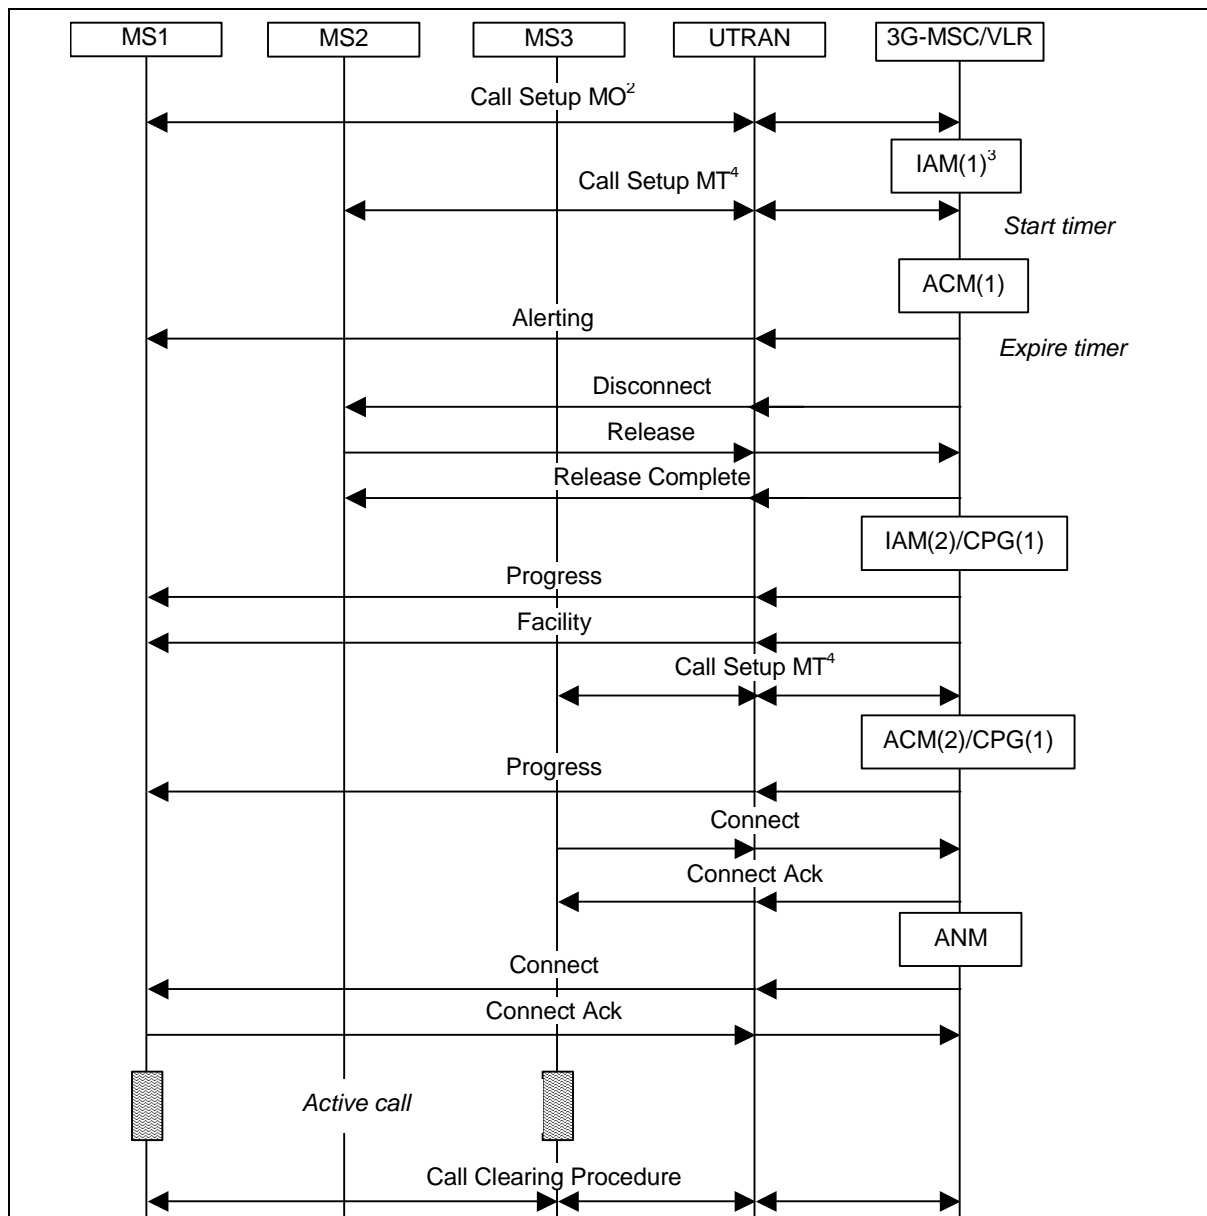 MS1 MS2 MS3 UTRAN 3G-MSC/VLR
Call Setup MO²
IAM(1)³
Call Setup MT⁴
Start timer
ACM(1)
Alerting
Expire timer
Disconnect
Release
Release Complete
IAM(2)/CPG(1)
Progress
Facility
Call Setup MT⁴
ACM(2)/CPG(1)
Progress
Connect
Connect Ack
ANM
Connect
Connect Ack
Active call
Call Clearing Procedure